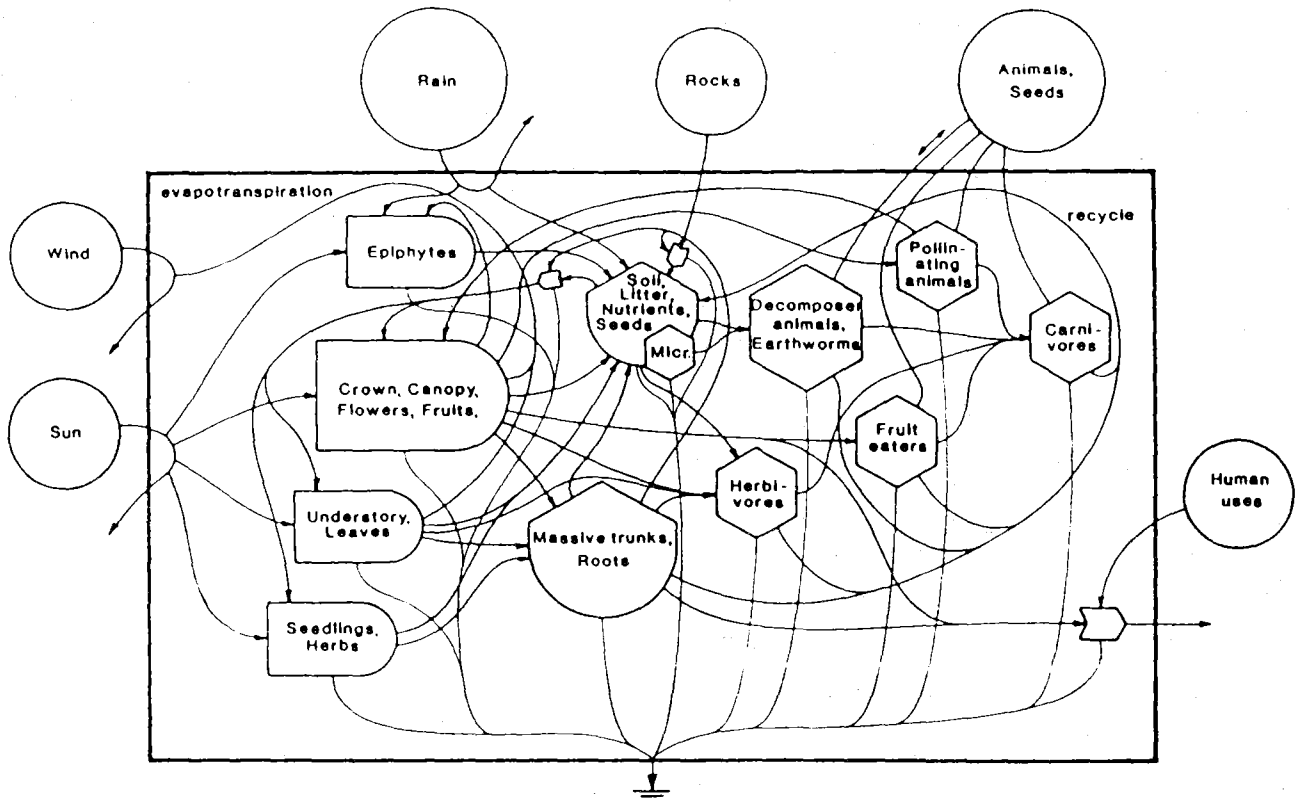 Rain
Rocks
Animals,
Seeds
evapotranspiration
recycle
Wind
Epiphytes
Pollin-
ating
animals
Soil,
Litter,
Nutrients,
Seeds
Micr.
Decomposer
animals,
Earthworms
Carni-
vores
Sun
Crown, Canopy,
Flowers, Fruits,
Fruit
eaters
Herbi-
vores
Human
uses
Understory,
Leaves
Massive trunks,
Roots
Seedlings,
Herbs